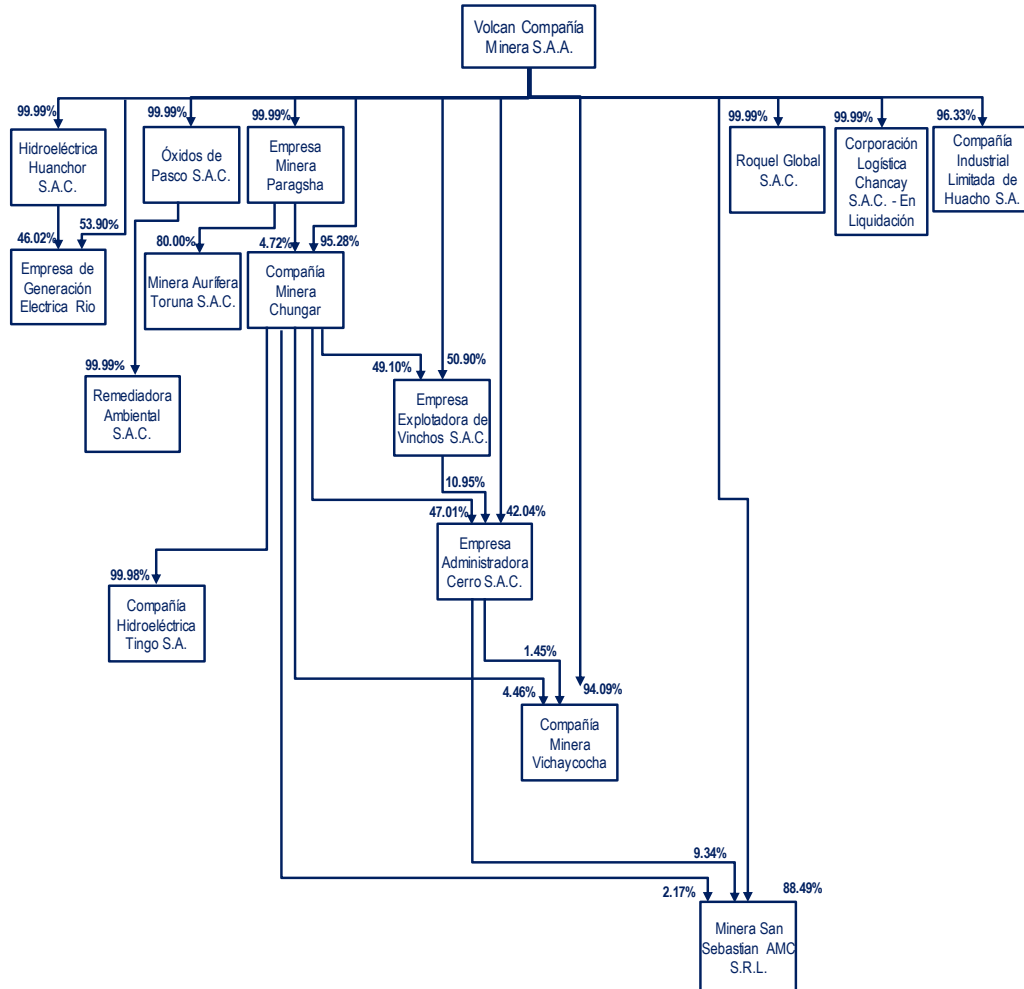 Volcan Compañía
Minera S.A.A.
99.99%
99.99%
99.99%
99.99%
99.99%
96.33%
Hidroeléctrica
Huanchor
S.A.C.
Óxidos de
Pasco S.A.C.
Empresa
Minera
Paragsha
Roquel Global
S.A.C.
Corporación
Logística
Chancay
S.A.C. - En
Liquidación
Compañía
Industrial
Limitada de
Huacho S.A.
46.02%
53.90%
80.00%
4.72%
95.28%
Empresa de
Generación
Electrica Rio
Minera Aurífera
Toruna S.A.C.
Compañía
Minera
Chungar
99.99%
49.10%
50.90%
Remediadora
Ambiental
S.A.C.
Empresa
Explotadora de
Vinchos S.A.C.
10.95%
47.01%
42.04%
Empresa
Administradora
Cerro S.A.C.
99.98%
Compañía
Hidroeléctrica
Tingo S.A.
1.45%
4.46%
94.09%
Compañía
Minera
Vichaycocha
9.34%
2.17%
88.49%
Minera San
Sebastian AMC
S.R.L.